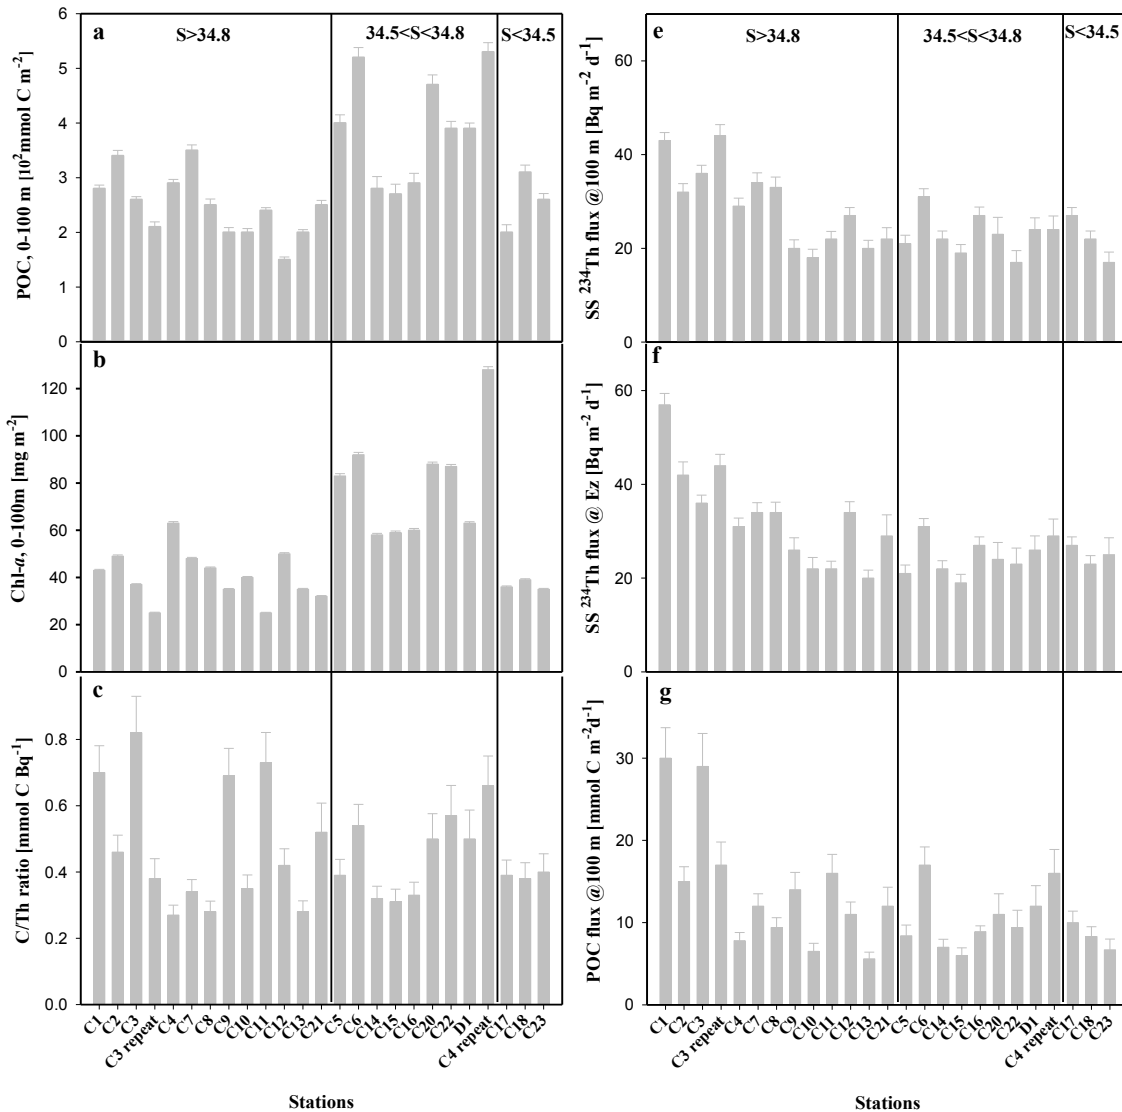 a
S>34.8
34.5<S<34.8
S<34.5
POC, 0-100 m [10²mmol C m⁻²]
6
5
4
3
2
1
0
b
Chl-a, 0-100m [mg m⁻²]
120
100
80
60
40
20
0
c
C/Th ratio [mmol C Bq⁻¹]
0.8
0.6
0.4
0.2
0.0
C1
C2
C3
C3 repeat
C4
C7
C8
C9
C10
C11
C12
C13
C21
C5
C6
C14
C15
C16
C20
C22
D1
C4 repeat
C17
C18
C23
Stations
e
S>34.8
34.5<S<34.8
S<34.5
SS ²³⁴Th flux @100 m [Bq m⁻² d⁻¹]
60
40
20
0
f
SS ²³⁴Th flux @ Ez [Bq m⁻² d⁻¹]
60
40
20
0
g
POC flux @100 m [mmol C m⁻²d⁻¹]
30
20
10
0
C1
C2
C3
C3 repeat
C4
C7
C8
C9
C10
C11
C12
C13
C21
C5
C6
C14
C15
C16
C20
C22
D1
C4 repeat
C17
C18
C23
Stations